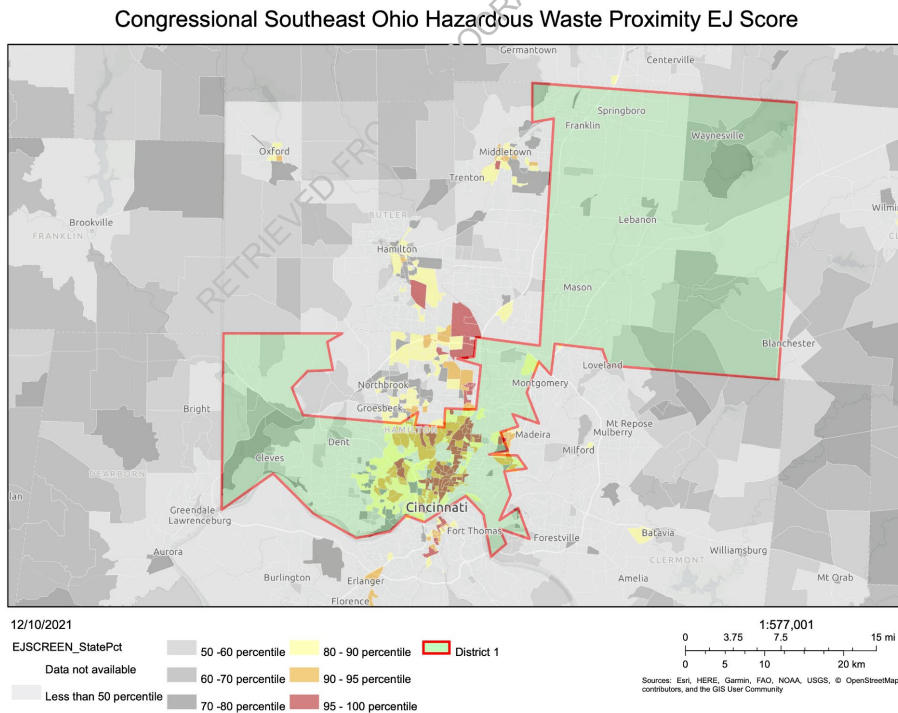 Congressional Southeast Ohio Hazardous Waste Proximity EJ Score
RETRIEVED FRO
Germantown
Centerville
Springboro
Franklin
Waynesville
Oxford
Middletown
Trenton
Lebanon
Brookville
FRANKLIN
BUTLER
Hamilton
Mason
Blanchester
Loveland
Montgomery
Northbrook
Groesbeck
Bright
HAMILTON
Dent
Madeira
Mt Repose
Mulberry
Milford
Cleves
DEARBORN
Cincinnati
Greendale
Lawrenceburg
Fort Thomas
Forestville
Batavia
Aurora
Williamsburg
CLERMONT
Burlington
Erlanger
Amelia
Mt Orab
Florence
12/10/2021
EJSCREEN_StatePct
Data not available
Less than 50 percentile
50 -60 percentile
60 -70 percentile
70 -80 percentile
80 - 90 percentile
90 - 95 percentile
95 - 100 percentile
District 1
1:577,001
0 3.75 7.5 15 mi
0 5 10 20 km
Sources: Esri, HERE, Garmin, FAO, NOAA, USGS, © OpenStreetMap
contributors, and the GIS User Community